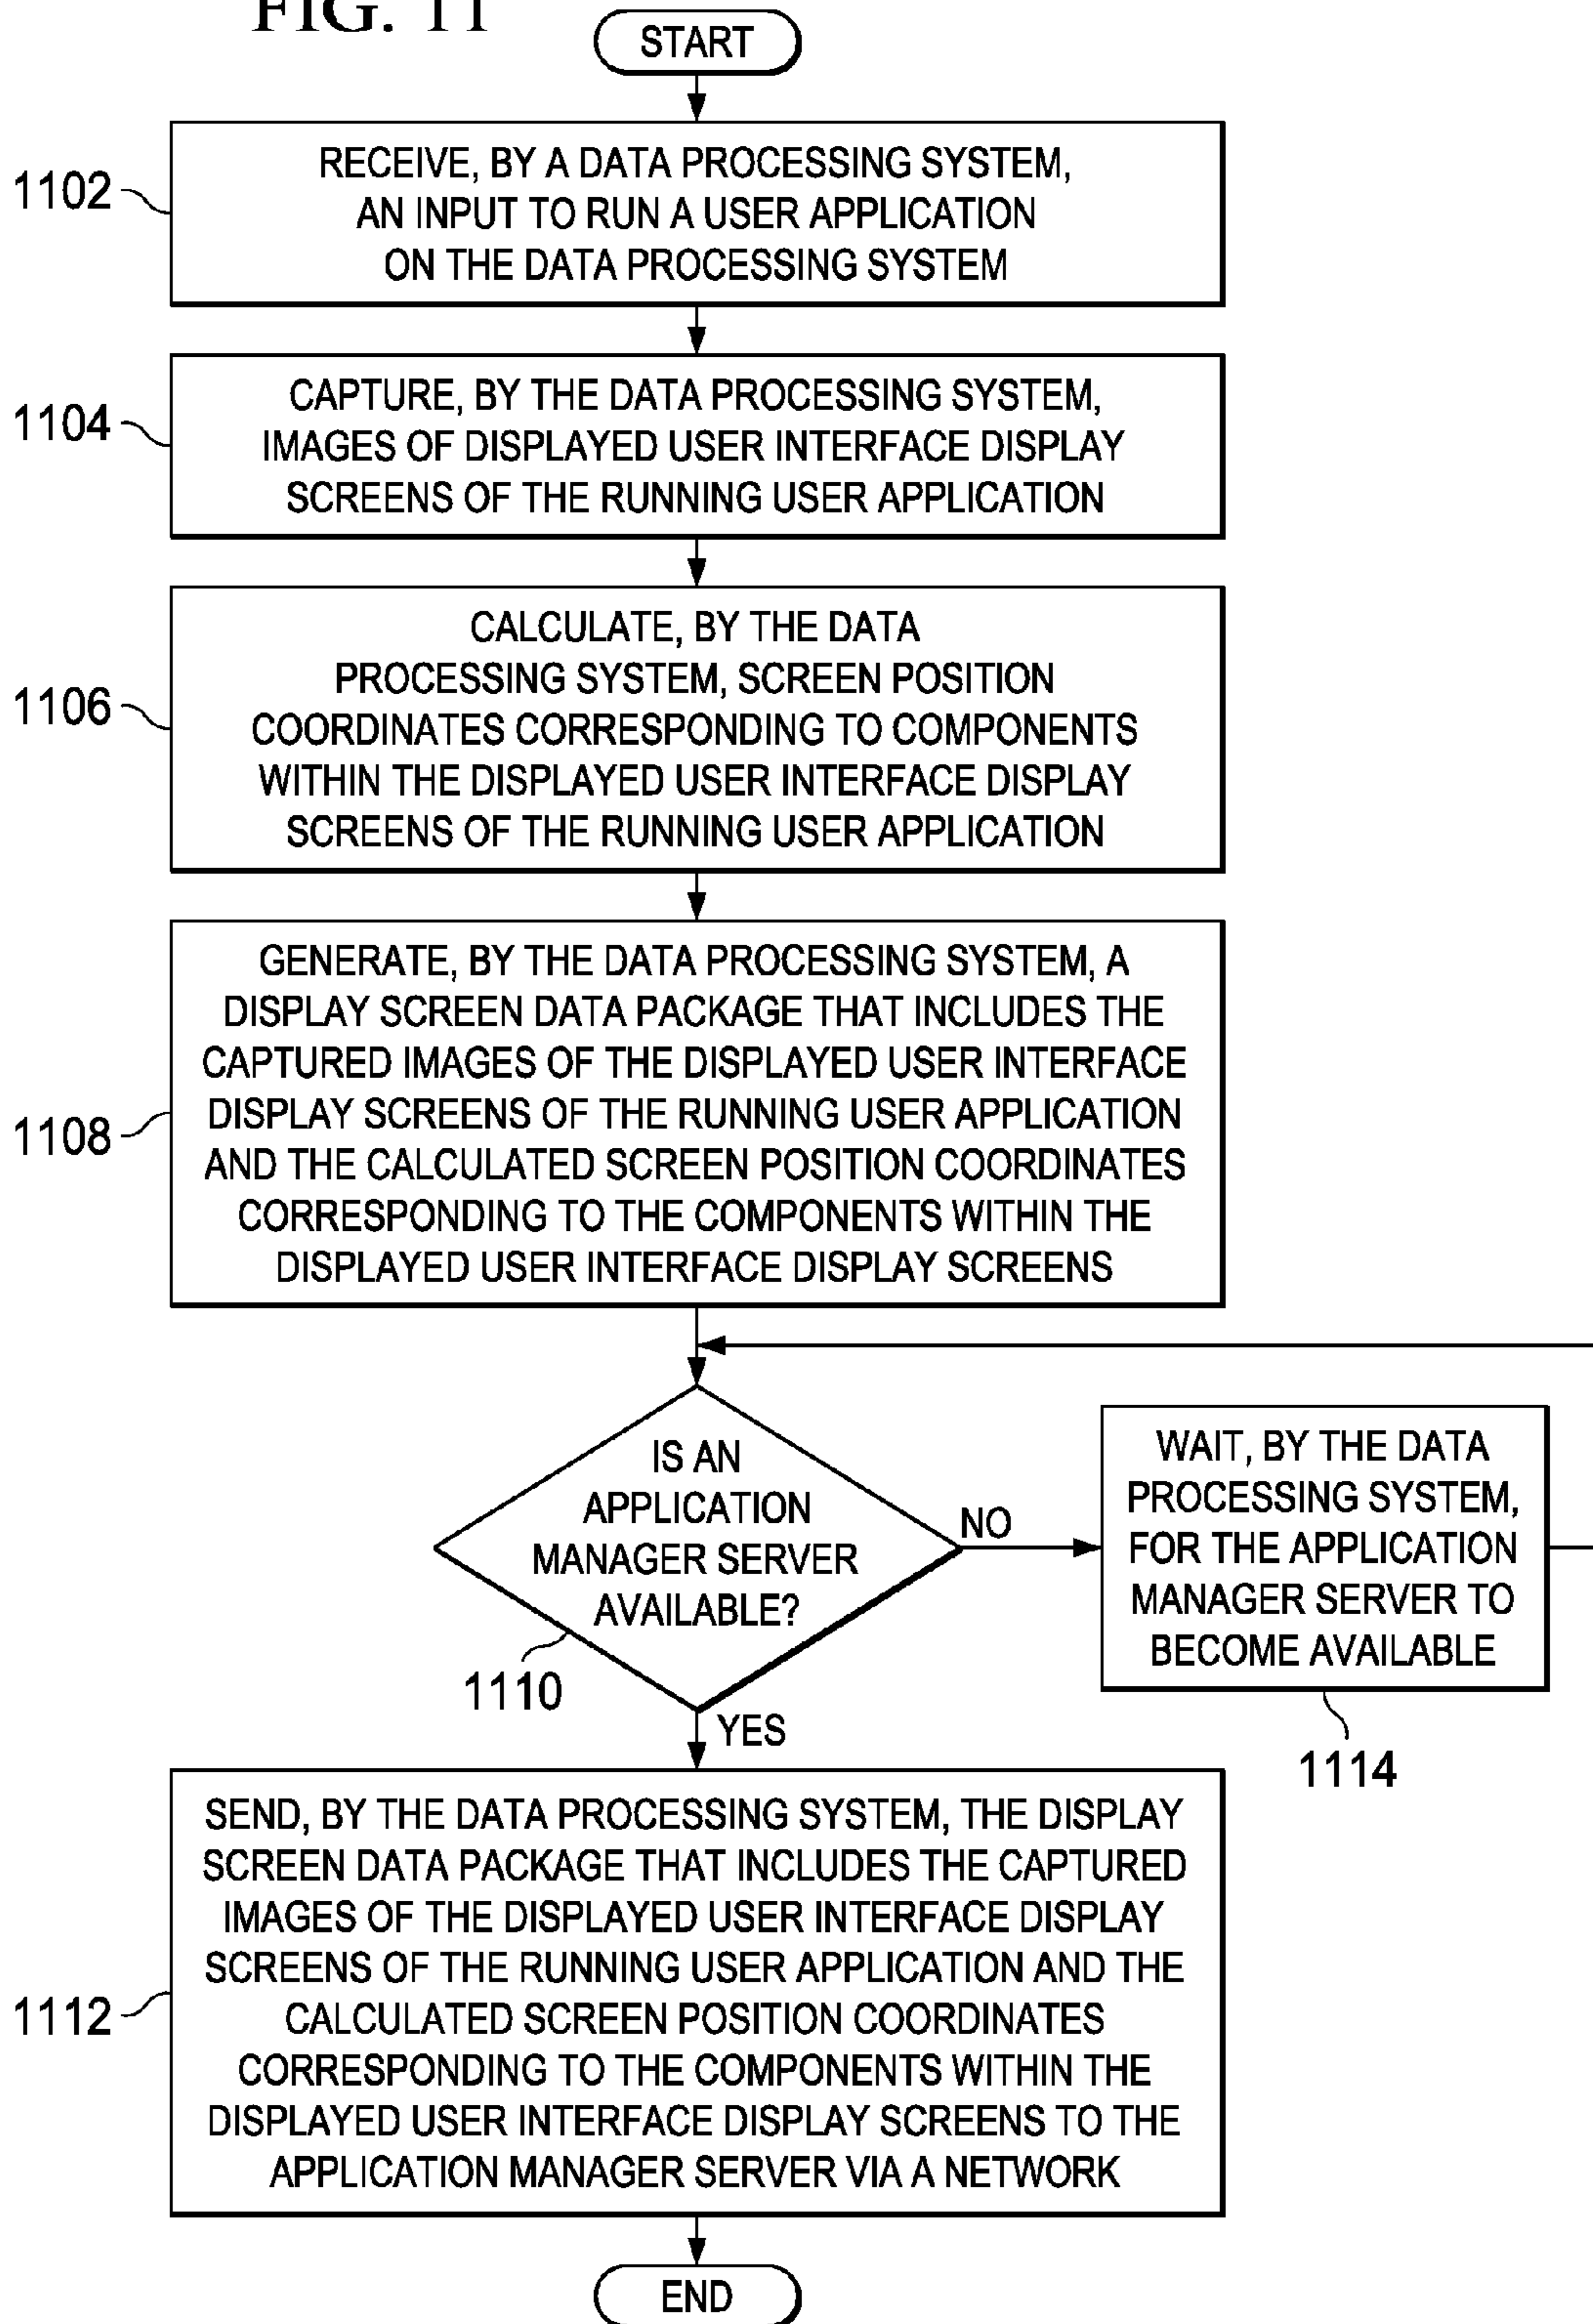 FIG. 11
START
1102
RECEIVE, BY A DATA PROCESSING SYSTEM,
AN INPUT TO RUN A USER APPLICATION
ON THE DATA PROCESSING SYSTEM
1104
CAPTURE, BY THE DATA PROCESSING SYSTEM,
IMAGES OF DISPLAYED USER INTERFACE DISPLAY
SCREENS OF THE RUNNING USER APPLICATION
1106
CALCULATE, BY THE DATA
PROCESSING SYSTEM, SCREEN POSITION
COORDINATES CORRESPONDING TO COMPONENTS
WITHIN THE DISPLAYED USER INTERFACE DISPLAY
SCREENS OF THE RUNNING USER APPLICATION
1108
GENERATE, BY THE DATA PROCESSING SYSTEM, A
DISPLAY SCREEN DATA PACKAGE THAT INCLUDES THE
CAPTURED IMAGES OF THE DISPLAYED USER INTERFACE
DISPLAY SCREENS OF THE RUNNING USER APPLICATION
AND THE CALCULATED SCREEN POSITION COORDINATES
CORRESPONDING TO THE COMPONENTS WITHIN THE
DISPLAYED USER INTERFACE DISPLAY SCREENS
IS AN
APPLICATION
MANAGER SERVER
AVAILABLE?
1110
NO
WAIT, BY THE DATA
PROCESSING SYSTEM,
FOR THE APPLICATION
MANAGER SERVER TO
BECOME AVAILABLE
1114
YES
1112
SEND, BY THE DATA PROCESSING SYSTEM, THE DISPLAY
SCREEN DATA PACKAGE THAT INCLUDES THE CAPTURED
IMAGES OF THE DISPLAYED USER INTERFACE DISPLAY
SCREENS OF THE RUNNING USER APPLICATION AND THE
CALCULATED SCREEN POSITION COORDINATES
CORRESPONDING TO THE COMPONENTS WITHIN THE
DISPLAYED USER INTERFACE DISPLAY SCREENS TO THE
APPLICATION MANAGER SERVER VIA A NETWORK
END